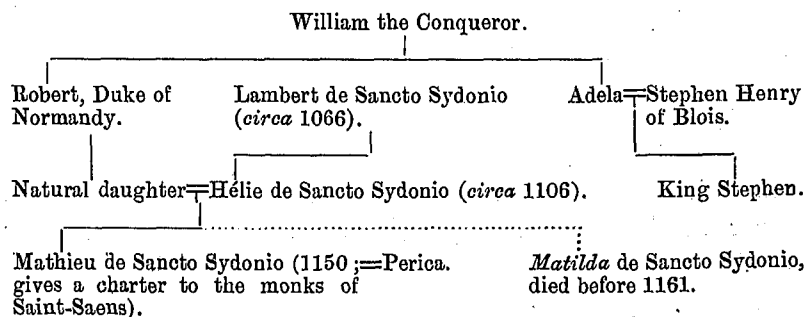 William the Conqueror.
Robert, Duke of Normandy.
Lambert de Sancto Sydonio (circa 1066).
Adela=Stephen Henry of Blois.
Natural daughter=Hélie de Sancto Sydonio (circa 1106).
King Stephen.
Mathieu de Sancto Sydonio (1150; gives a charter to the monks of Saint-Saens).
=Perica.
Matilda de Sancto Sydonio, died before 1161.